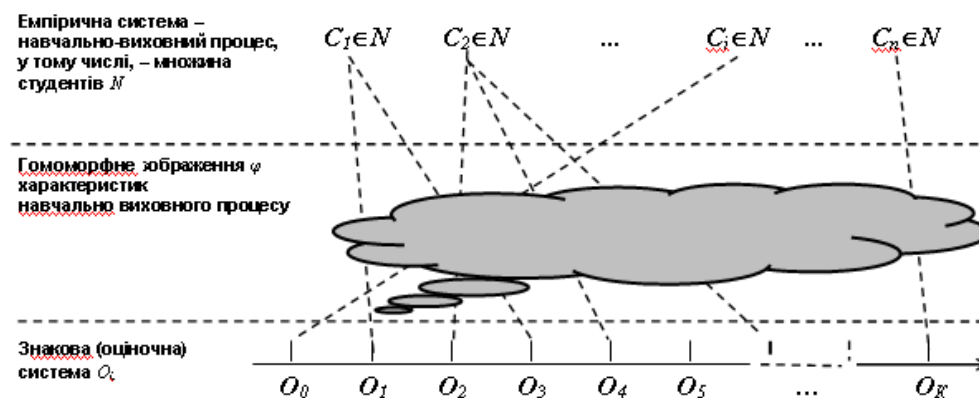 Емпірична система –
навчально-виховний процес,
у тому числі, – множина
студентів N
C₁∈N C₂∈N ... Cᵢ∈N ... Cₙ∈N
Гомоморфне зображення φ
характеристик
навчально виховного процесу
Знакова (оціночна)
система Oᵢ
O₀ O₁ O₂ O₃ O₄ O₅ ... O_K